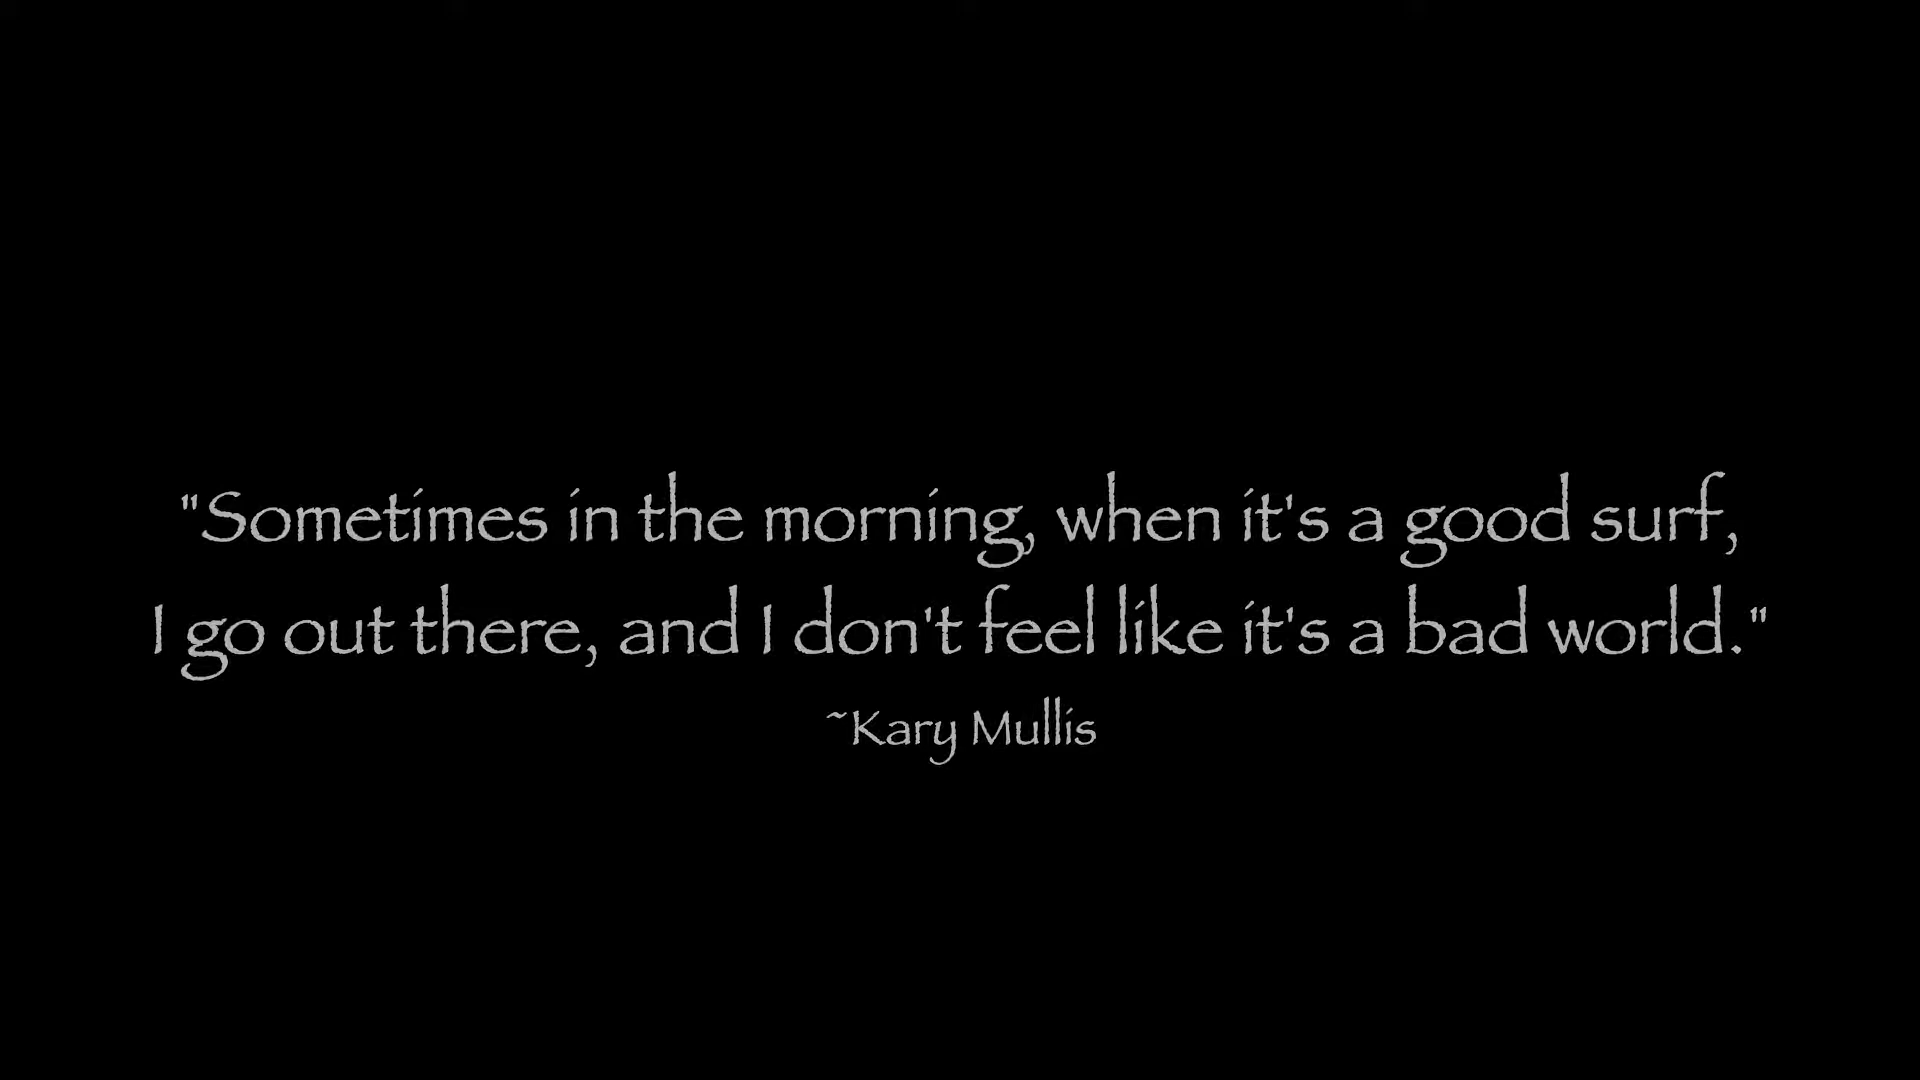 "Sometimes in the morning, when it's a good surf,
I go out there, and I don't feel like it's a bad world."
~Kary Mullis